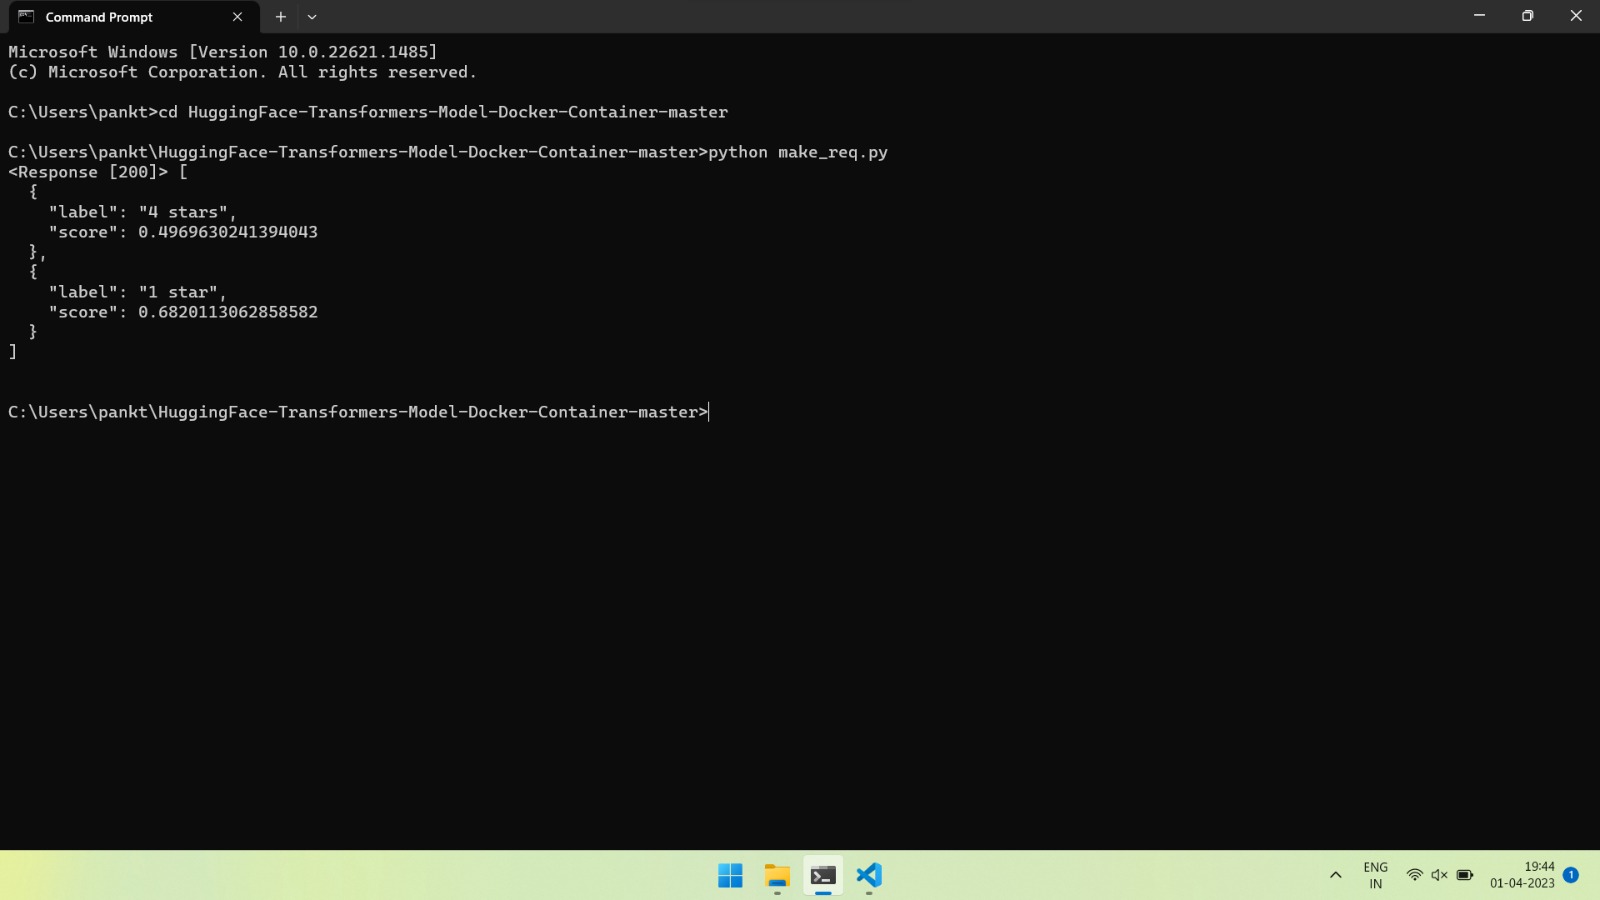 Command Prompt
Microsoft Windows [Version 10.0.22621.1485]
(c) Microsoft Corporation. All rights reserved.
C:\Users\pankt>cd HuggingFace-Transformers-Model-Docker-Container-master
C:\Users\pankt\HuggingFace-Transformers-Model-Docker-Container-master>python make_req.py
<Response [200]> [
  {
    "label": "4 stars",
    "score": 0.4969630241394043
  },
  {
    "label": "1 star",
    "score": 0.6820113062858582
  }
]
C:\Users\pankt\HuggingFace-Transformers-Model-Docker-Container-master>
ENG
IN
19:44
01-04-2023
1